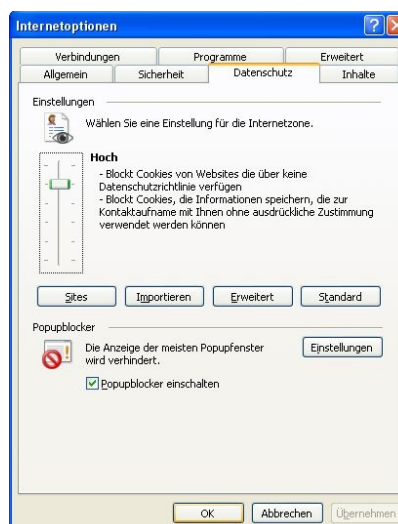 Internetoptionen
Verbindungen Programme Erweitert
Allgemein Sicherheit Datenschutz Inhalte
Einstellungen
Wählen Sie eine Einstellung für die Internetzone.
Hoch
- Blockt Cookies von Websites die über keine
Datenschutzrichtlinie verfügen
- Blockt Cookies, die Informationen speichern, die zur
Kontaktaufname mit Ihnen ohne ausdrückliche Zustimmung
verwendet werden können
Sites Importieren Erweitert Standard
Popupblocker
Die Anzeige der meisten Popupfenster
wird verhindert.
Einstellungen
Popupblocker einschalten
OK Abbrechen Übernehmen